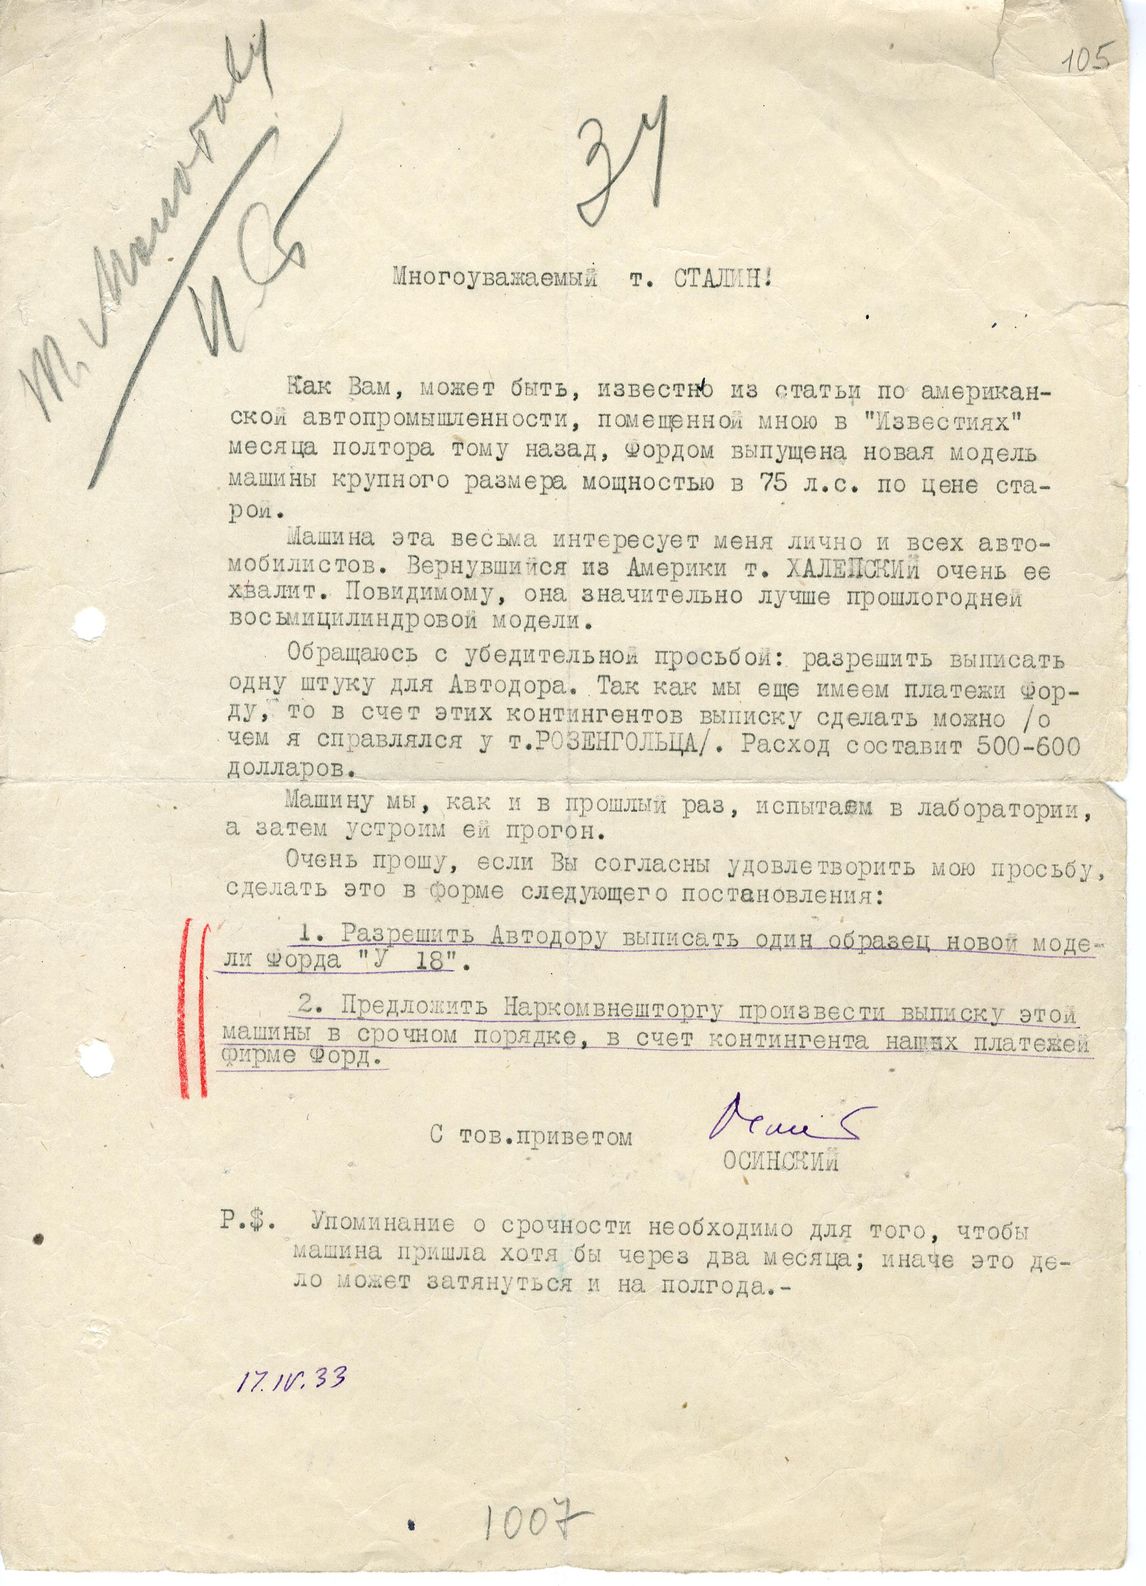 105
т. Молотову
И. Ст
34
Многоуважаемый т. СТАЛИН!
Как Вам, может быть, известно из статьи по американ-
ской автопромышленности, помещенной мною в "Известиях"
месяца полтора тому назад, Фордом выпущена новая модель
машины крупного размера мощностью в 75 л.с. по цене ста-
рой.
Машина эта весьма интересует меня лично и всех авто-
мобилистов. Вернувшийся из Америки т. ХАЛЕПСКИЙ очень ее
хвалит. Повидимому, она значительно лучше прошлогодней
восьмицилиндровой модели.
Обращаюсь с убедительной просьбой: разрешить выписать
одну штуку для Автодора. Так как мы еще имеем платежи Фор-
ду, то в счет этих контингентов выписку сделать можно /о
чем я справлялся у т.РОЗЕНГОЛЬЦА/. Расход составит 500-600
долларов.
Машину мы, как и в прошлый раз, испытаем в лаборатории,
а затем устроим ей прогон.
Очень прошу, если Вы согласны удовлетворить мою просьбу,
сделать это в форме следующего постановления:
1. Разрешить Автодору выписать один образец новой моде-
ли Форда "У 18".
2. Предложить Наркомвнешторгу произвести выписку этой
машины в срочном порядке, в счет контингента наших платежей
фирме Форд.
С тов.приветом
ОСИНСКИЙ
P.$. Упоминание о срочности необходимо для того, чтобы
машина пришла хотя бы через два месяца; иначе это де-
ло может затянуться и на полгода.-
17.IV.33
1007